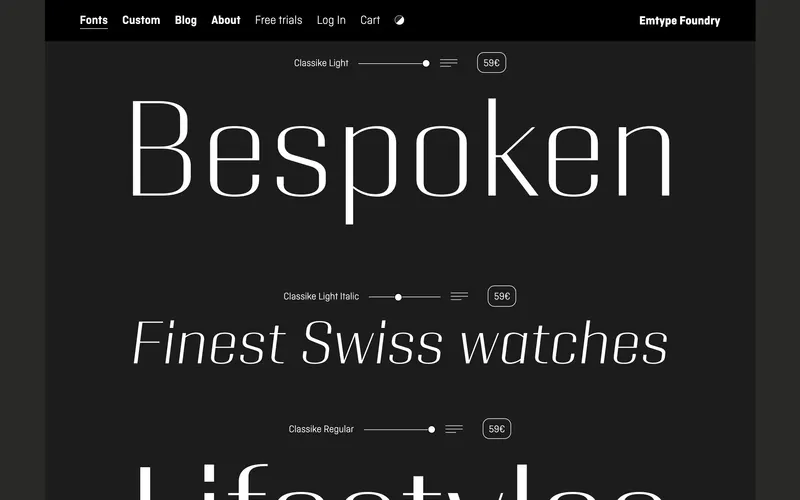 Fonts Custom Blog About Free trials Log In Cart Emtype Foundry
Classike Light 59€
Bespoken
Classike Light Italic 59€
Finest Swiss watches
Classike Regular 59€
Lifestyles